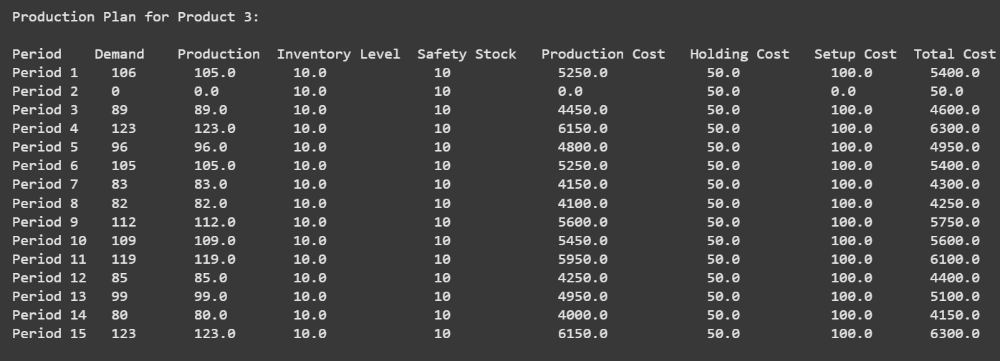 Production Plan for Product 3:
Period Demand Production Inventory Level Safety Stock Production Cost Holding Cost Setup Cost Total Cost
Period 1 106 105.0 10.0 10 5250.0 50.0 100.0 5400.0
Period 2 0 0.0 10.0 10 0.0 50.0 0.0 50.0
Period 3 89 89.0 10.0 10 4450.0 50.0 100.0 4600.0
Period 4 123 123.0 10.0 10 6150.0 50.0 100.0 6300.0
Period 5 96 96.0 10.0 10 4800.0 50.0 100.0 4950.0
Period 6 105 105.0 10.0 10 5250.0 50.0 100.0 5400.0
Period 7 83 83.0 10.0 10 4150.0 50.0 100.0 4300.0
Period 8 82 82.0 10.0 10 4100.0 50.0 100.0 4250.0
Period 9 112 112.0 10.0 10 5600.0 50.0 100.0 5750.0
Period 10 109 109.0 10.0 10 5450.0 50.0 100.0 5600.0
Period 11 119 119.0 10.0 10 5950.0 50.0 100.0 6100.0
Period 12 85 85.0 10.0 10 4250.0 50.0 100.0 4400.0
Period 13 99 99.0 10.0 10 4950.0 50.0 100.0 5100.0
Period 14 80 80.0 10.0 10 4000.0 50.0 100.0 4150.0
Period 15 123 123.0 10.0 10 6150.0 50.0 100.0 6300.0